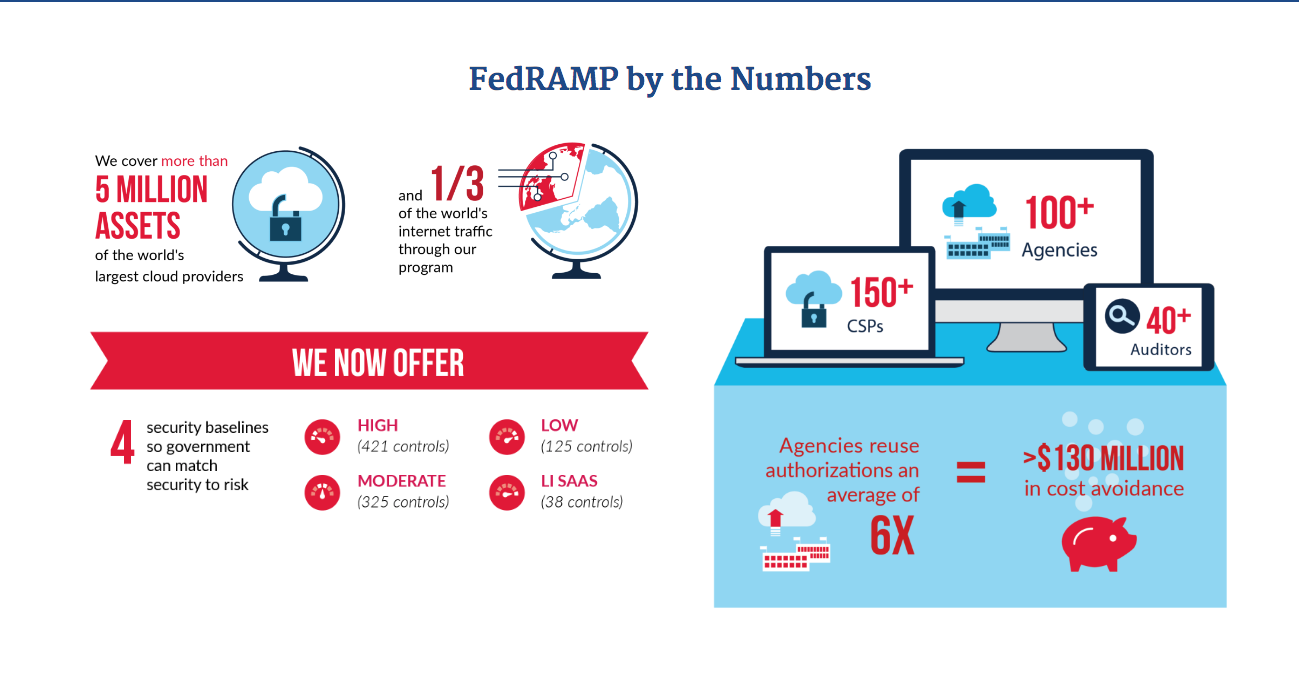 FedRAMP by the Numbers
We cover more than
5 MILLION
ASSETS
of the world's
largest cloud providers
and 1/3
of the world's
internet traffic
through our
program
WE NOW OFFER
4
security baselines
so government
can match
security to risk
HIGH
(421 controls)
LOW
(125 controls)
MODERATE
(325 controls)
LI SAAS
(38 controls)
100+
Agencies
150+
CSPs
40+
Auditors
Agencies reuse
authorizations an
average of
6X
=
>$130 MILLION
in cost avoidance